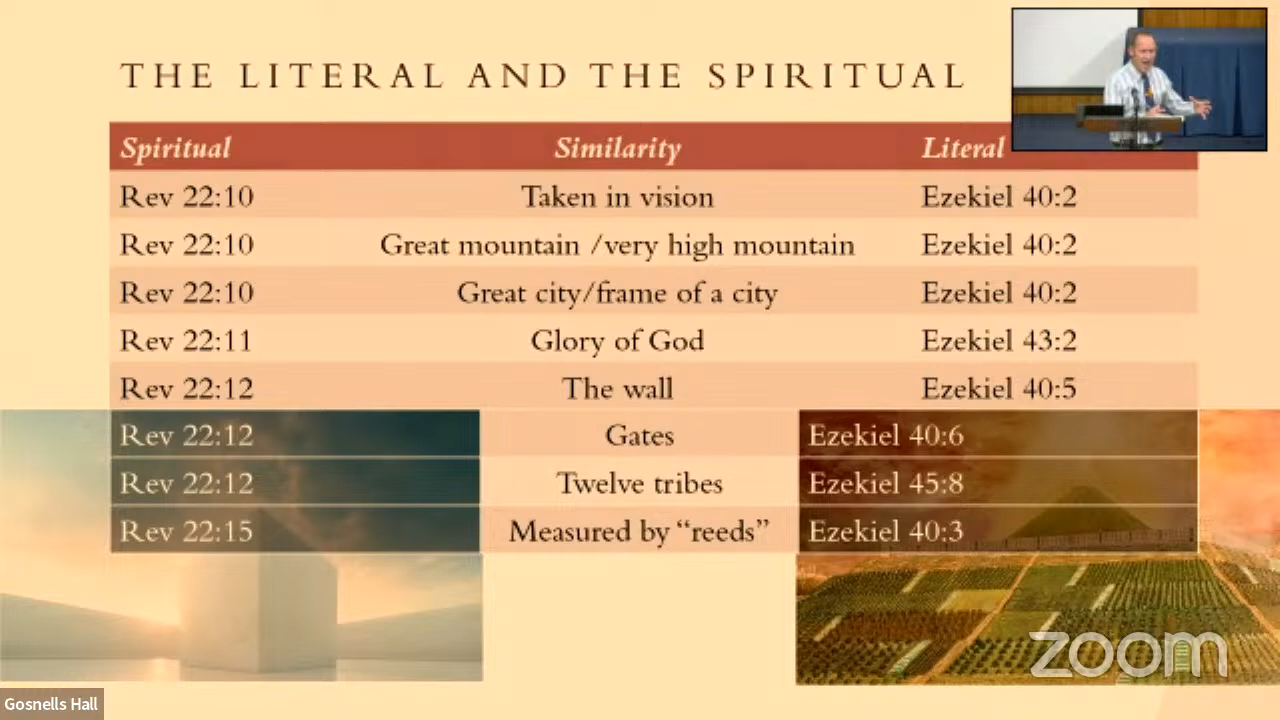 THE LITERAL AND THE SPIRITUAL
Spiritual Similarity Literal
Rev 22:10 Taken in vision Ezekiel 40:2
Rev 22:10 Great mountain /very high mountain Ezekiel 40:2
Rev 22:10 Great city/frame of a city Ezekiel 40:2
Rev 22:11 Glory of God Ezekiel 43:2
Rev 22:12 The wall Ezekiel 40:5
Rev 22:12 Gates Ezekiel 40:6
Rev 22:12 Twelve tribes Ezekiel 45:8
Rev 22:15 Measured by “reeds” Ezekiel 40:3
zoom
Gosnells Hall